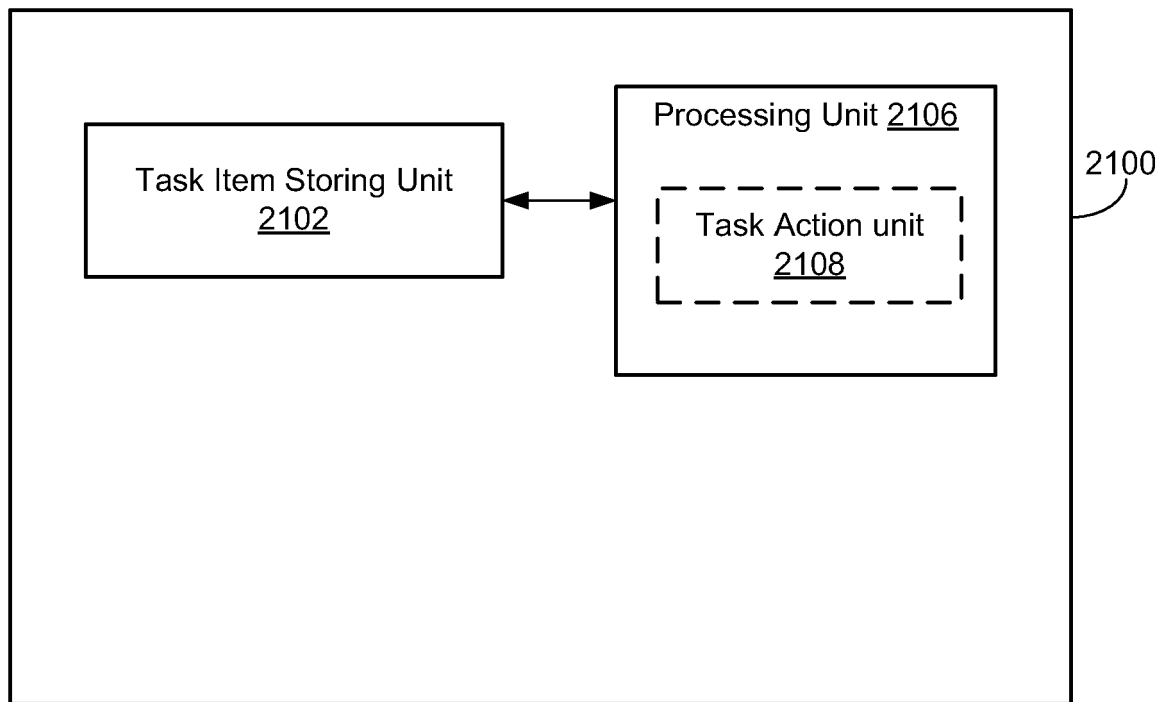 Processing Unit 2106
Task Item Storing Unit
2102
Task Action unit
2108
2100